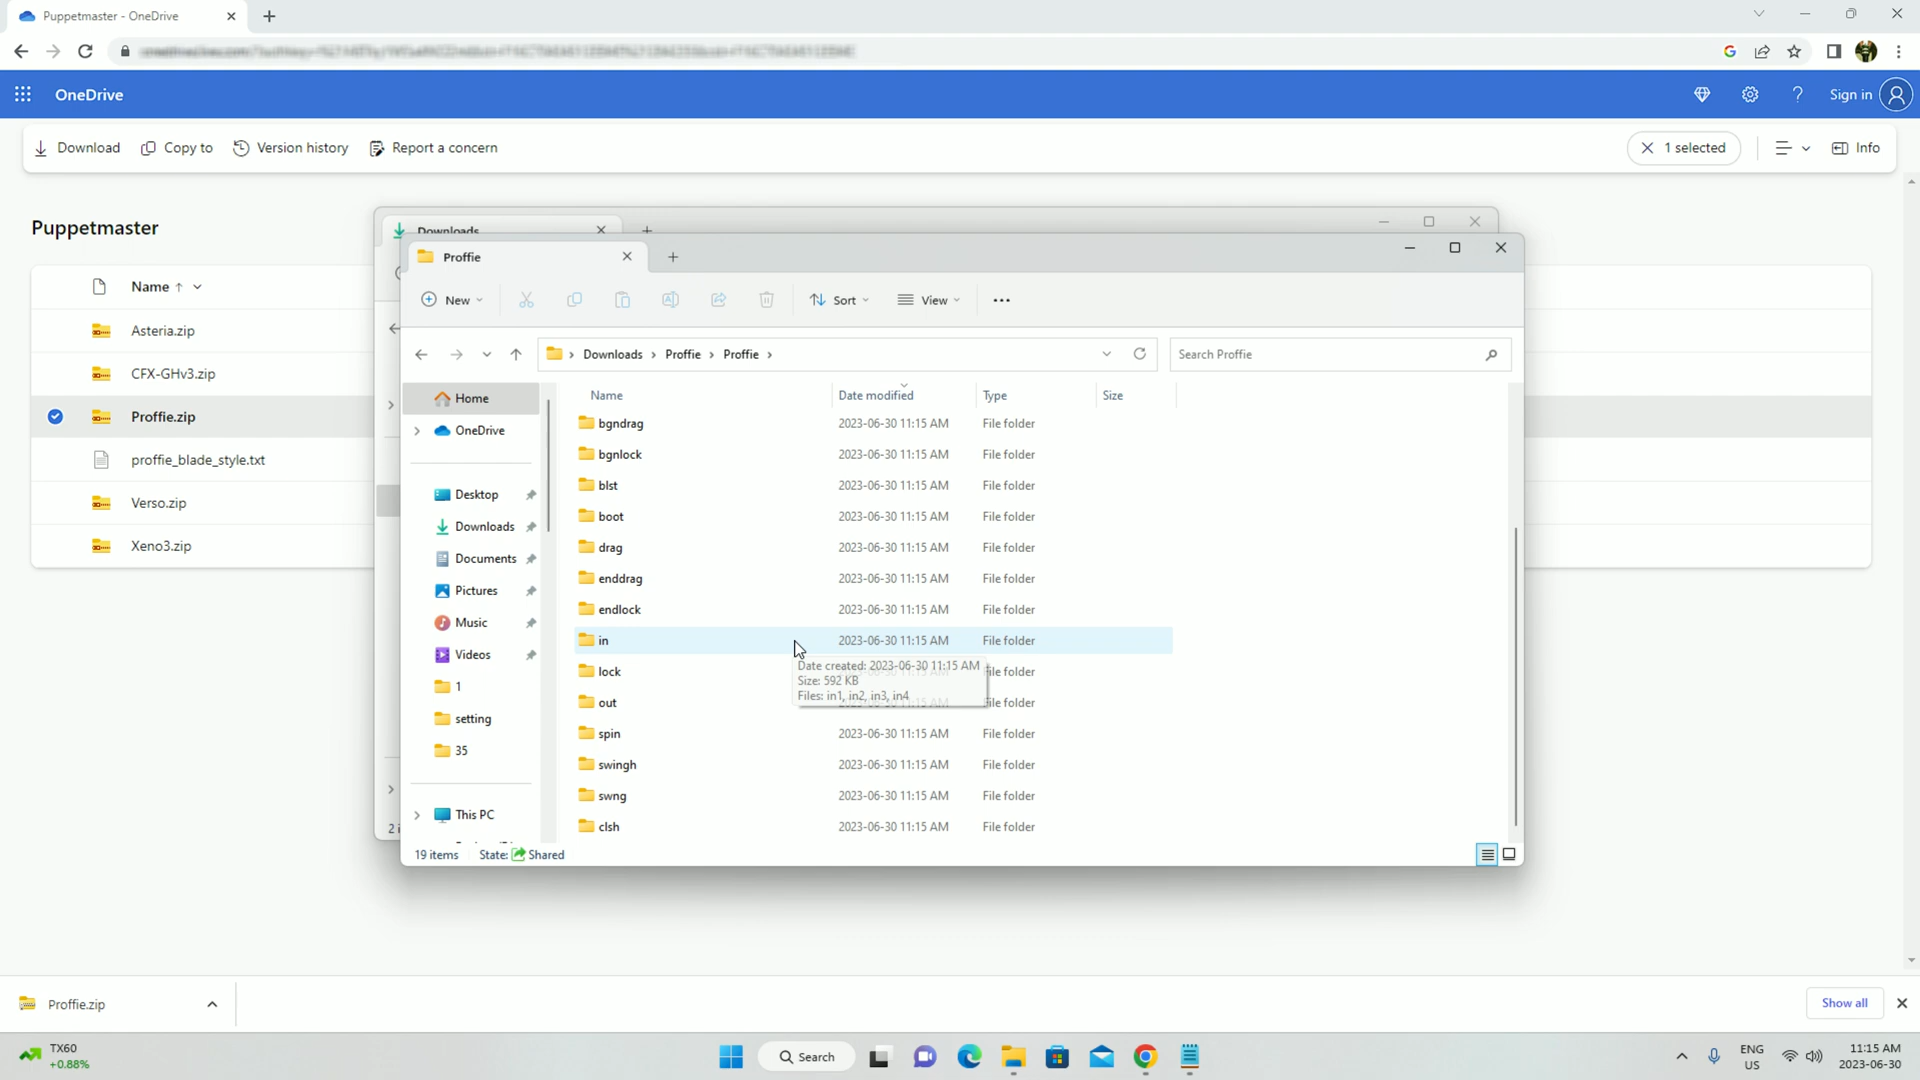 Puppetmaster - OneDrive
OneDrive
Sign in
Download
Copy to
Version history
Report a concern
1 selected
Info
Puppetmaster
Name
Asteria.zip
CFX-GHv3.zip
Proffie.zip
proffie_blade_style.txt
Verso.zip
Xeno3.zip
Downloads
Proffie
New
Sort
View
Downloads > Proffie > Proffie >
Search Proffie
Home
OneDrive
Desktop
Downloads
Documents
Pictures
Music
Videos
1
setting
35
This PC
Name Date modified Type Size
bgndrag 2023-06-30 11:15 AM File folder
bgnlock 2023-06-30 11:15 AM File folder
blst 2023-06-30 11:15 AM File folder
boot 2023-06-30 11:15 AM File folder
drag 2023-06-30 11:15 AM File folder
enddrag 2023-06-30 11:15 AM File folder
endlock 2023-06-30 11:15 AM File folder
in 2023-06-30 11:15 AM File folder
lock
out
Date created: 2023-06-30 11:15 AM
Size: 592 KB
Files: in1, in2, in3, in4
file folder
File folder
spin 2023-06-30 11:15 AM File folder
swingh 2023-06-30 11:15 AM File folder
swng 2023-06-30 11:15 AM File folder
clsh 2023-06-30 11:15 AM File folder
19 items State: Shared
Proffie.zip
Show all
TX60
+0.88%
Search
ENG
US
11:15 AM
2023-06-30